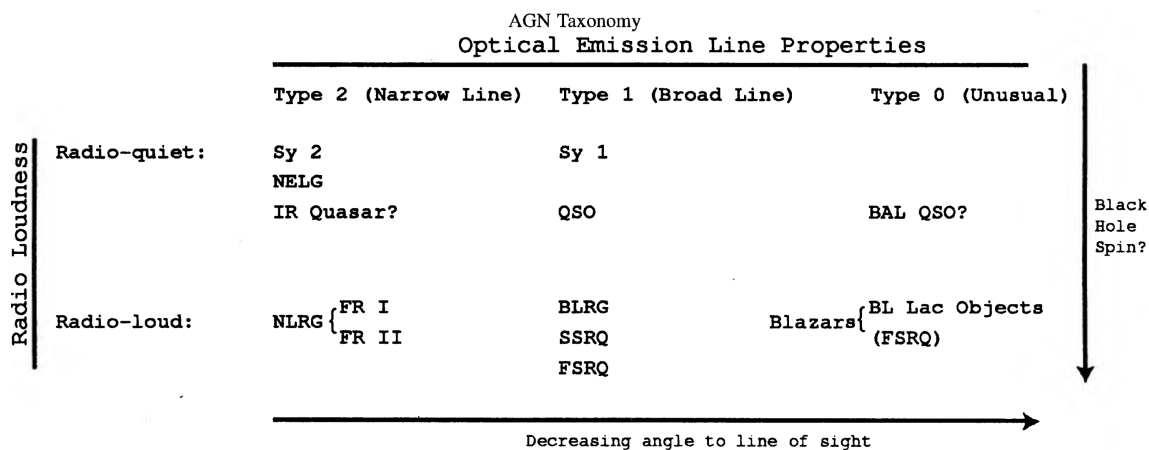 AGN Taxonomy
Optical Emission Line Properties
Type 2 (Narrow Line) Type 1 (Broad Line) Type 0 (Unusual)
Radio Loudness
Radio-quiet: Sy 2 Sy 1
NELG
IR Quasar? QSO BAL QSO?
Black
Hole
Spin?
Radio-loud: NLRG { FR I BLRG Blazars { BL Lac Objects
FR II SSRQ (FSRQ)
FSRQ
Decreasing angle to line of sight